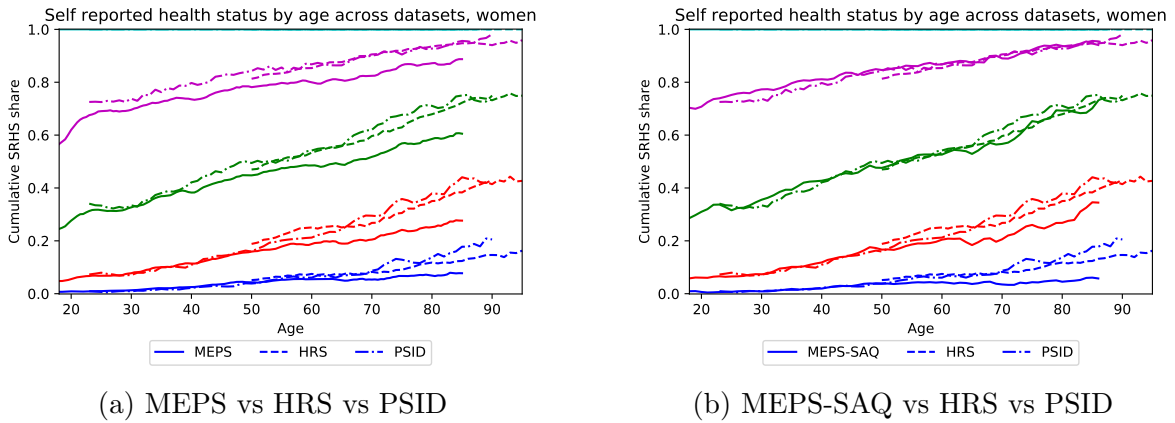 Self reported health status by age across datasets, women
Cumulative SRHS share
1.0
0.8
0.6
0.4
0.2
0.0
20 30 40 50 60 70 80 90
Age
MEPS HRS PSID
(a) MEPS vs HRS vs PSID
Self reported health status by age across datasets, women
Cumulative SRHS share
1.0
0.8
0.6
0.4
0.2
0.0
20 30 40 50 60 70 80 90
Age
MEPS-SAQ HRS PSID
(b) MEPS-SAQ vs HRS vs PSID